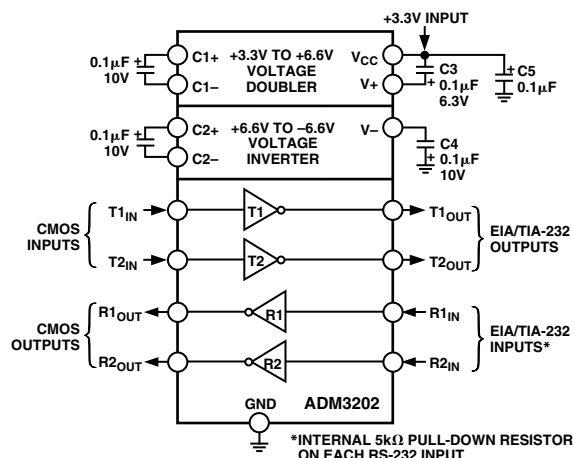 +3.3V INPUT
0.1µF
10V
+
C1+
C1–
+3.3V TO +6.6V
VOLTAGE
DOUBLER
VCC
V+
C3
+ 0.1µF
6.3V
+ C5
0.1µF
0.1µF
10V
+
C2+
C2–
+6.6V TO –6.6V
VOLTAGE
INVERTER
V–
C4
+ 0.1µF
10V
CMOS
INPUTS
T1IN
T2IN
T1
T2
T1OUT
T2OUT
EIA/TIA-232
OUTPUTS
CMOS
OUTPUTS
R1OUT
R2OUT
R1
R2
R1IN
R2IN
EIA/TIA-232
INPUTS*
GND
ADM3202
*INTERNAL 5kΩ PULL-DOWN RESISTOR
ON EACH RS-232 INPUT